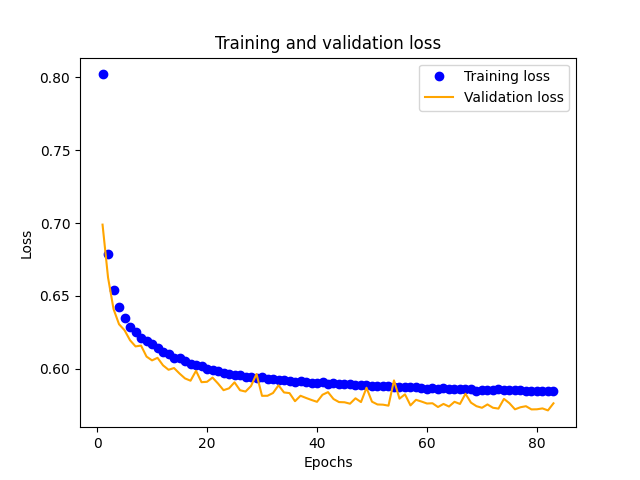 Training and validation loss
Training loss
Validation loss
0.80
0.75
0.70
0.65
0.60
Loss
0
20
40
60
80
Epochs